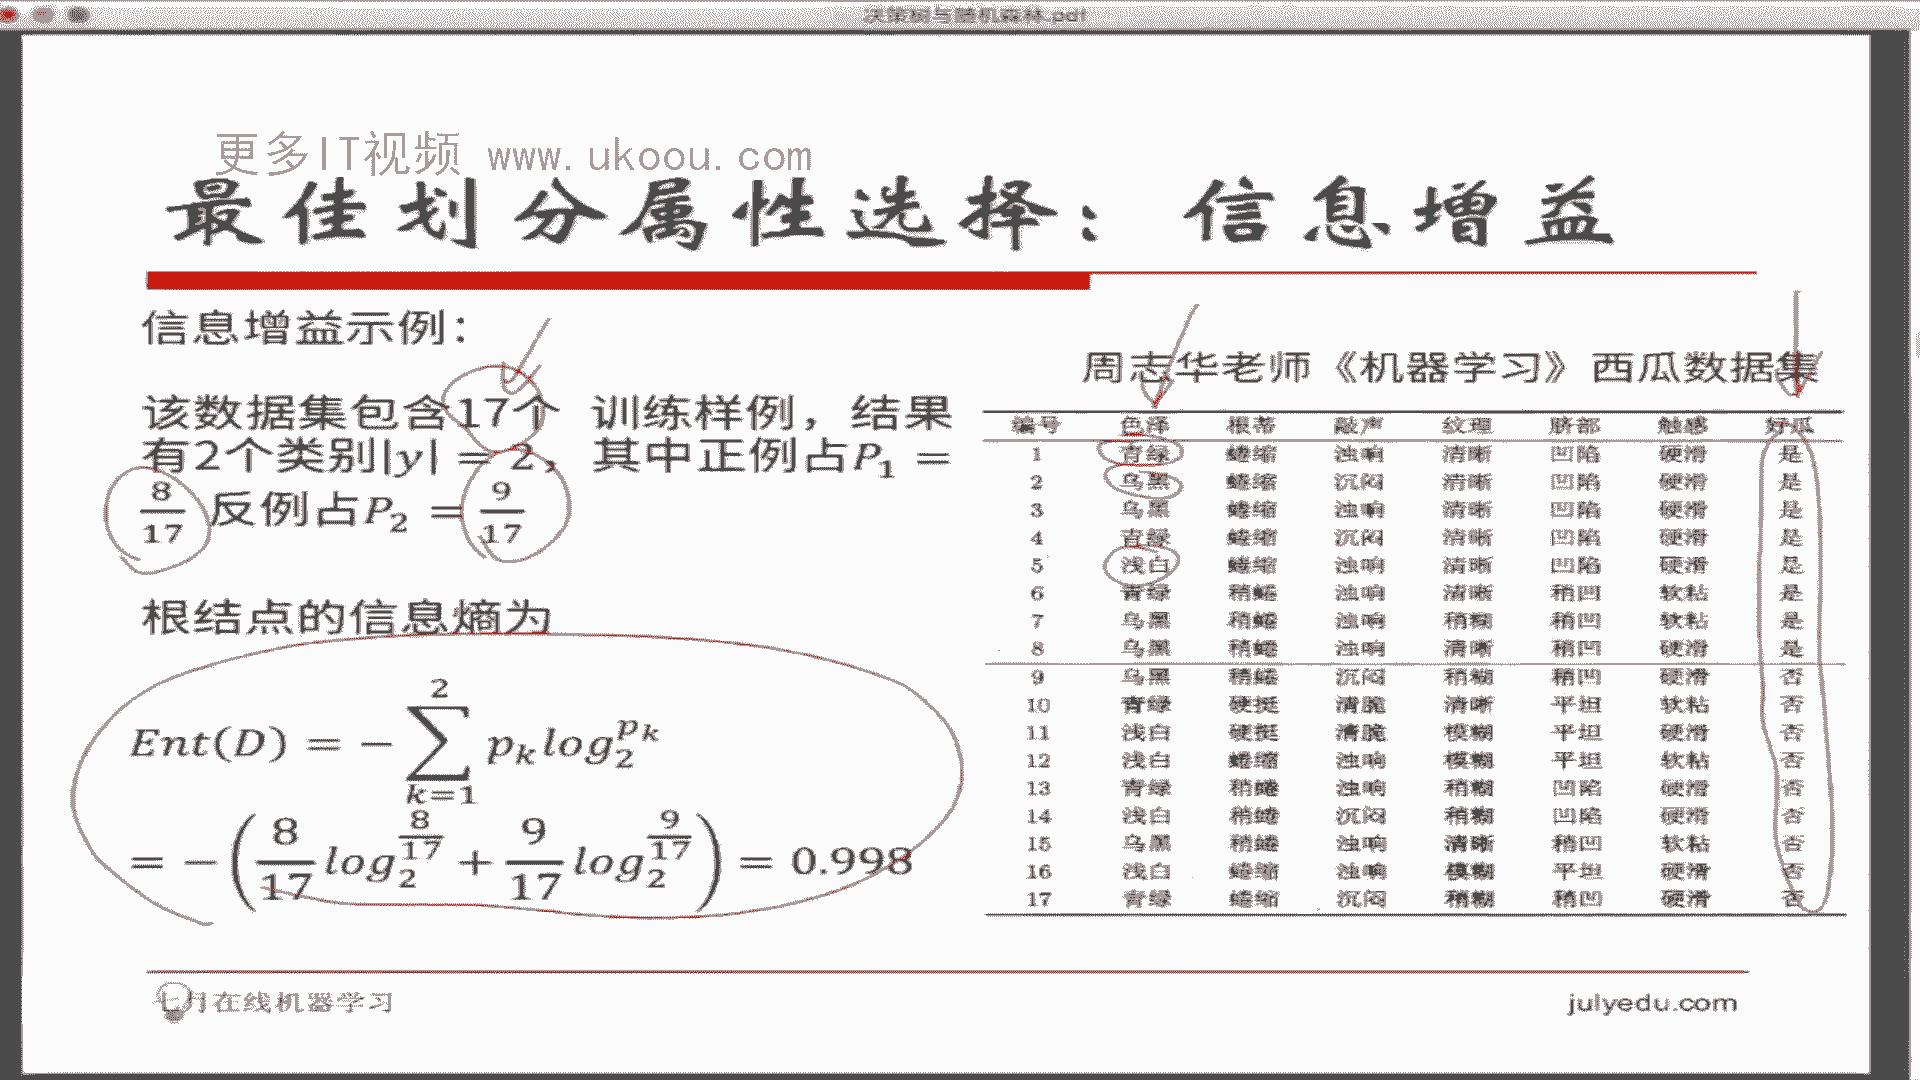 决策树与随机森林.pdf
更多IT视频 www.ukoou.com
最佳划分属性选择：信息增益
信息增益示例：
该数据集包含17个 训练样例，结果
有2个类别|y| = 2， 其中正例占P₁ =
8/17 反例占P₂ = 9/17
根结点的信息熵为
Ent(D) = − ∑_{k=1}^{2} p_k log_2^{p_k}
= −(8/17 log_2^{8/17} + 9/17 log_2^{9/17}) = 0.998
周志华老师《机器学习》西瓜数据集
编号 色泽 根蒂 敲声 纹理 脐部 触感 好瓜
1 青绿 蜷缩 浊响 清晰 凹陷 硬滑 是
2 乌黑 蜷缩 沉闷 清晰 凹陷 硬滑 是
3 乌黑 蜷缩 浊响 清晰 凹陷 硬滑 是
4 青绿 蜷缩 沉闷 清晰 凹陷 硬滑 是
5 浅白 蜷缩 浊响 清晰 凹陷 硬滑 是
6 青绿 稍蜷 浊响 清晰 稍凹 软粘 是
7 乌黑 稍蜷 浊响 稍糊 稍凹 软粘 是
8 乌黑 稍蜷 浊响 清晰 稍凹 硬滑 是
9 乌黑 稍蜷 沉闷 稍糊 稍凹 硬滑 否
10 青绿 硬挺 清脆 清晰 平坦 软粘 否
11 浅白 硬挺 清脆 模糊 平坦 硬滑 否
12 浅白 蜷缩 浊响 模糊 平坦 软粘 否
13 青绿 稍蜷 浊响 稍糊 凹陷 硬滑 否
14 浅白 稍蜷 沉闷 稍糊 凹陷 硬滑 否
15 乌黑 稍蜷 浊响 清晰 稍凹 软粘 否
16 浅白 蜷缩 浊响 模糊 平坦 硬滑 否
17 青绿 蜷缩 沉闷 稍糊 稍凹 硬滑 否
七月在线机器学习
julyedu.com